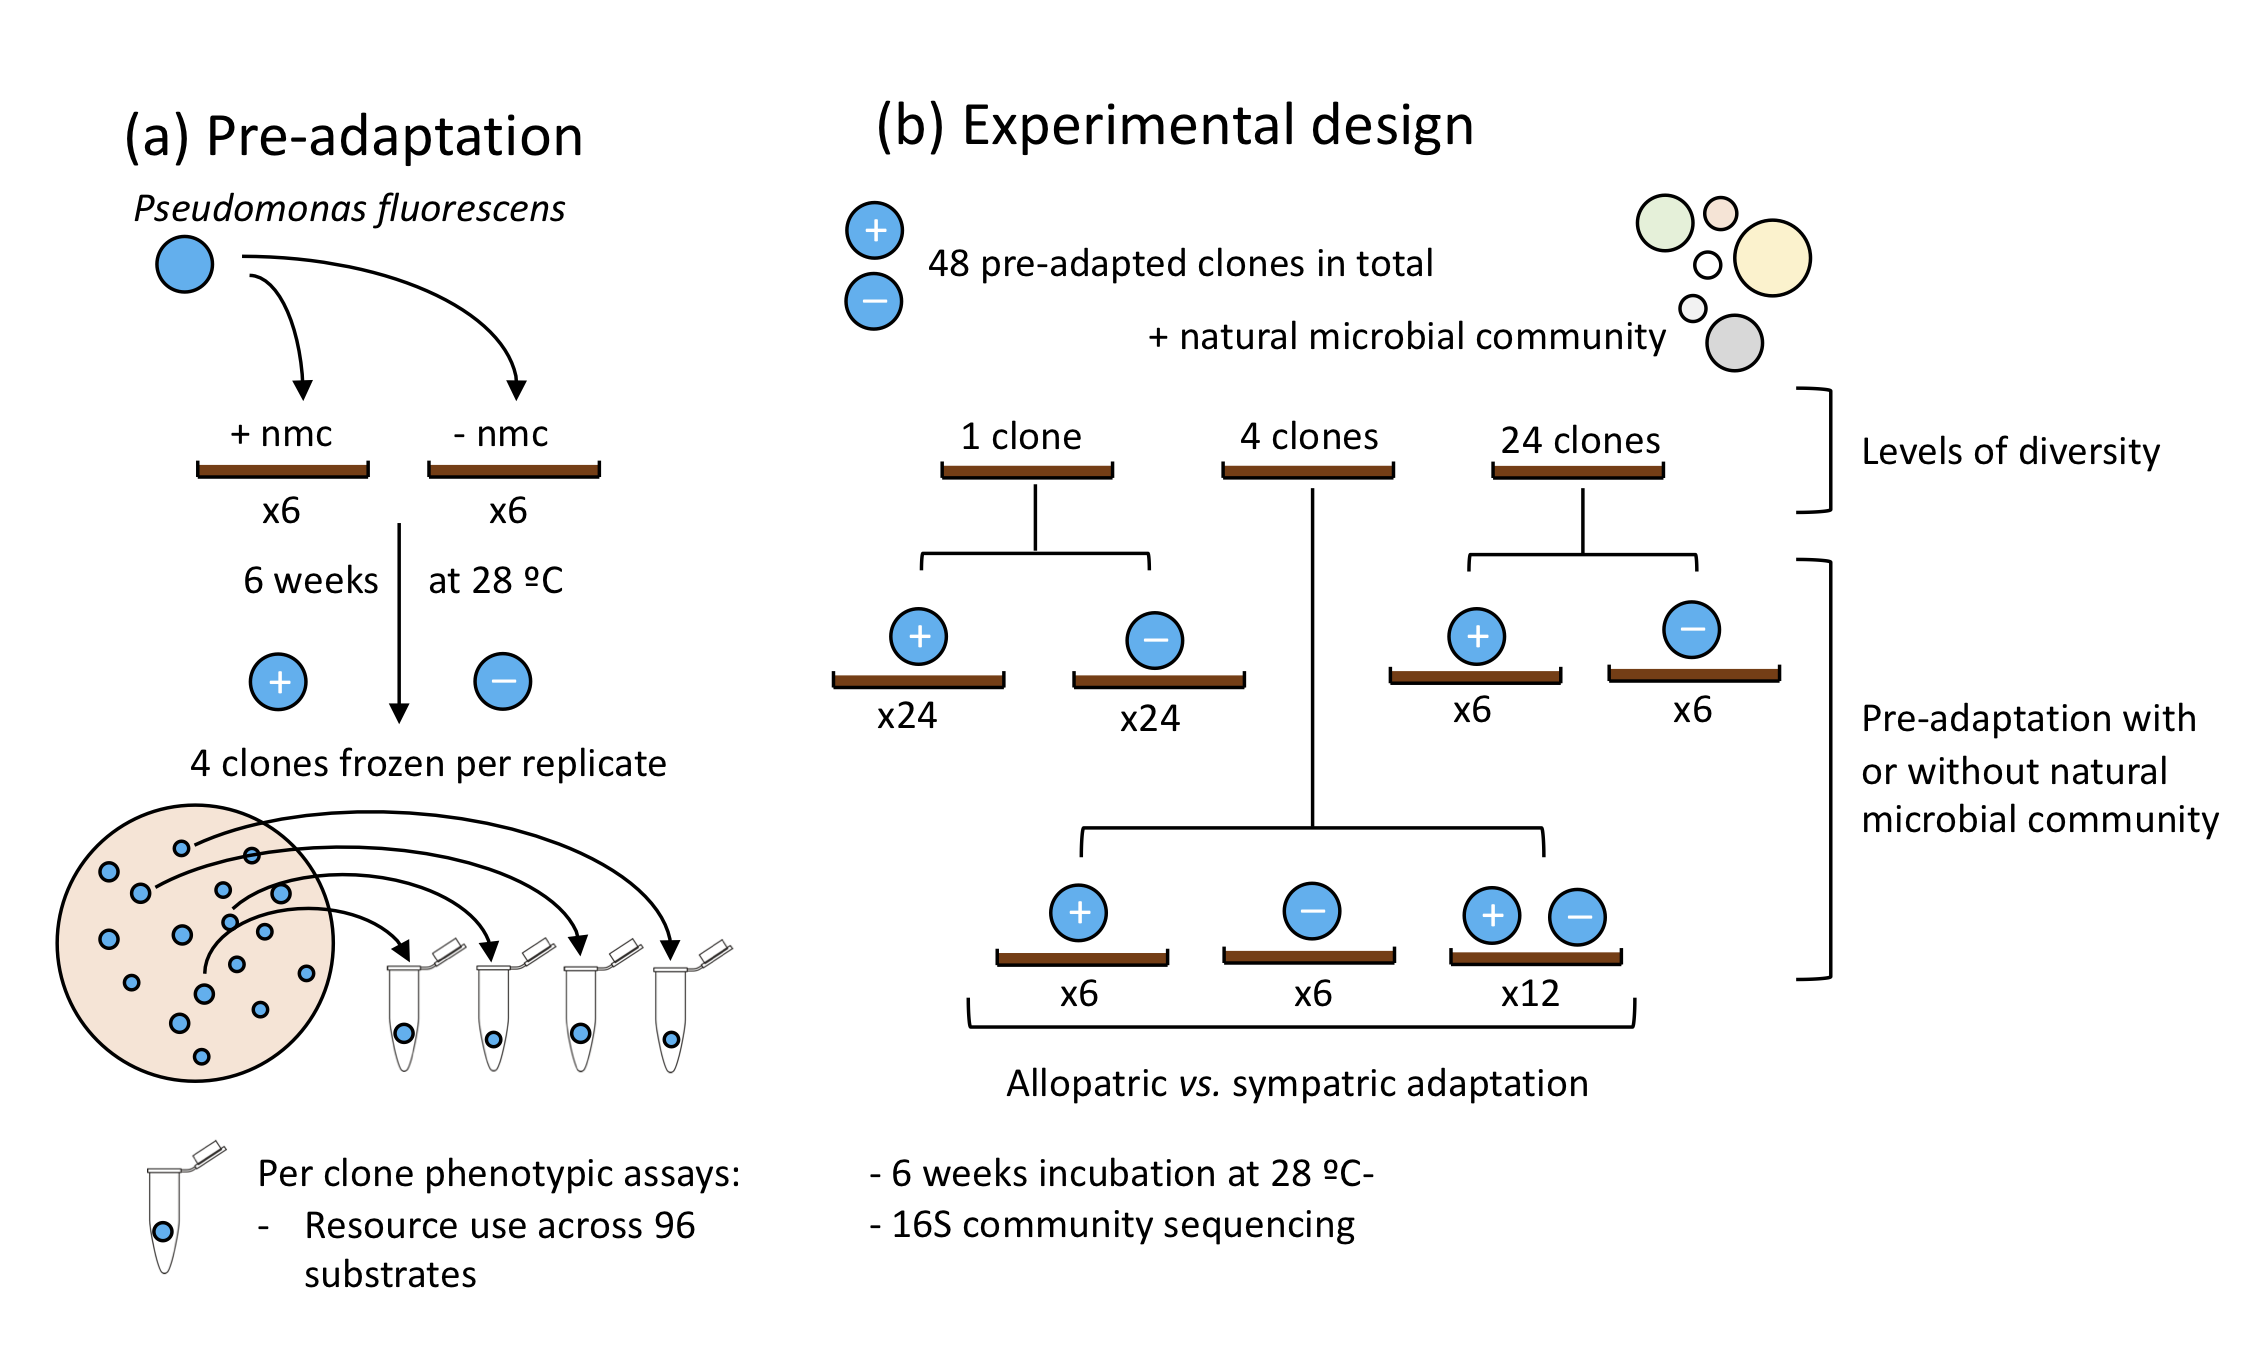 (a) Pre-adaptation
Pseudomonas fluorescens
+ nmc
- nmc
x6
x6
6 weeks
at 28 ºC
+
–
4 clones frozen per replicate
Per clone phenotypic assays:
- Resource use across 96
substrates
(b) Experimental design
+
–
48 pre-adapted clones in total
+ natural microbial community
1 clone
4 clones
24 clones
Levels of diversity
+
–
+
–
x24
x24
x6
x6
Pre-adaptation with
or without natural
microbial community
+
–
+
–
x6
x6
x12
Allopatric vs. sympatric adaptation
- 6 weeks incubation at 28 ºC-
- 16S community sequencing